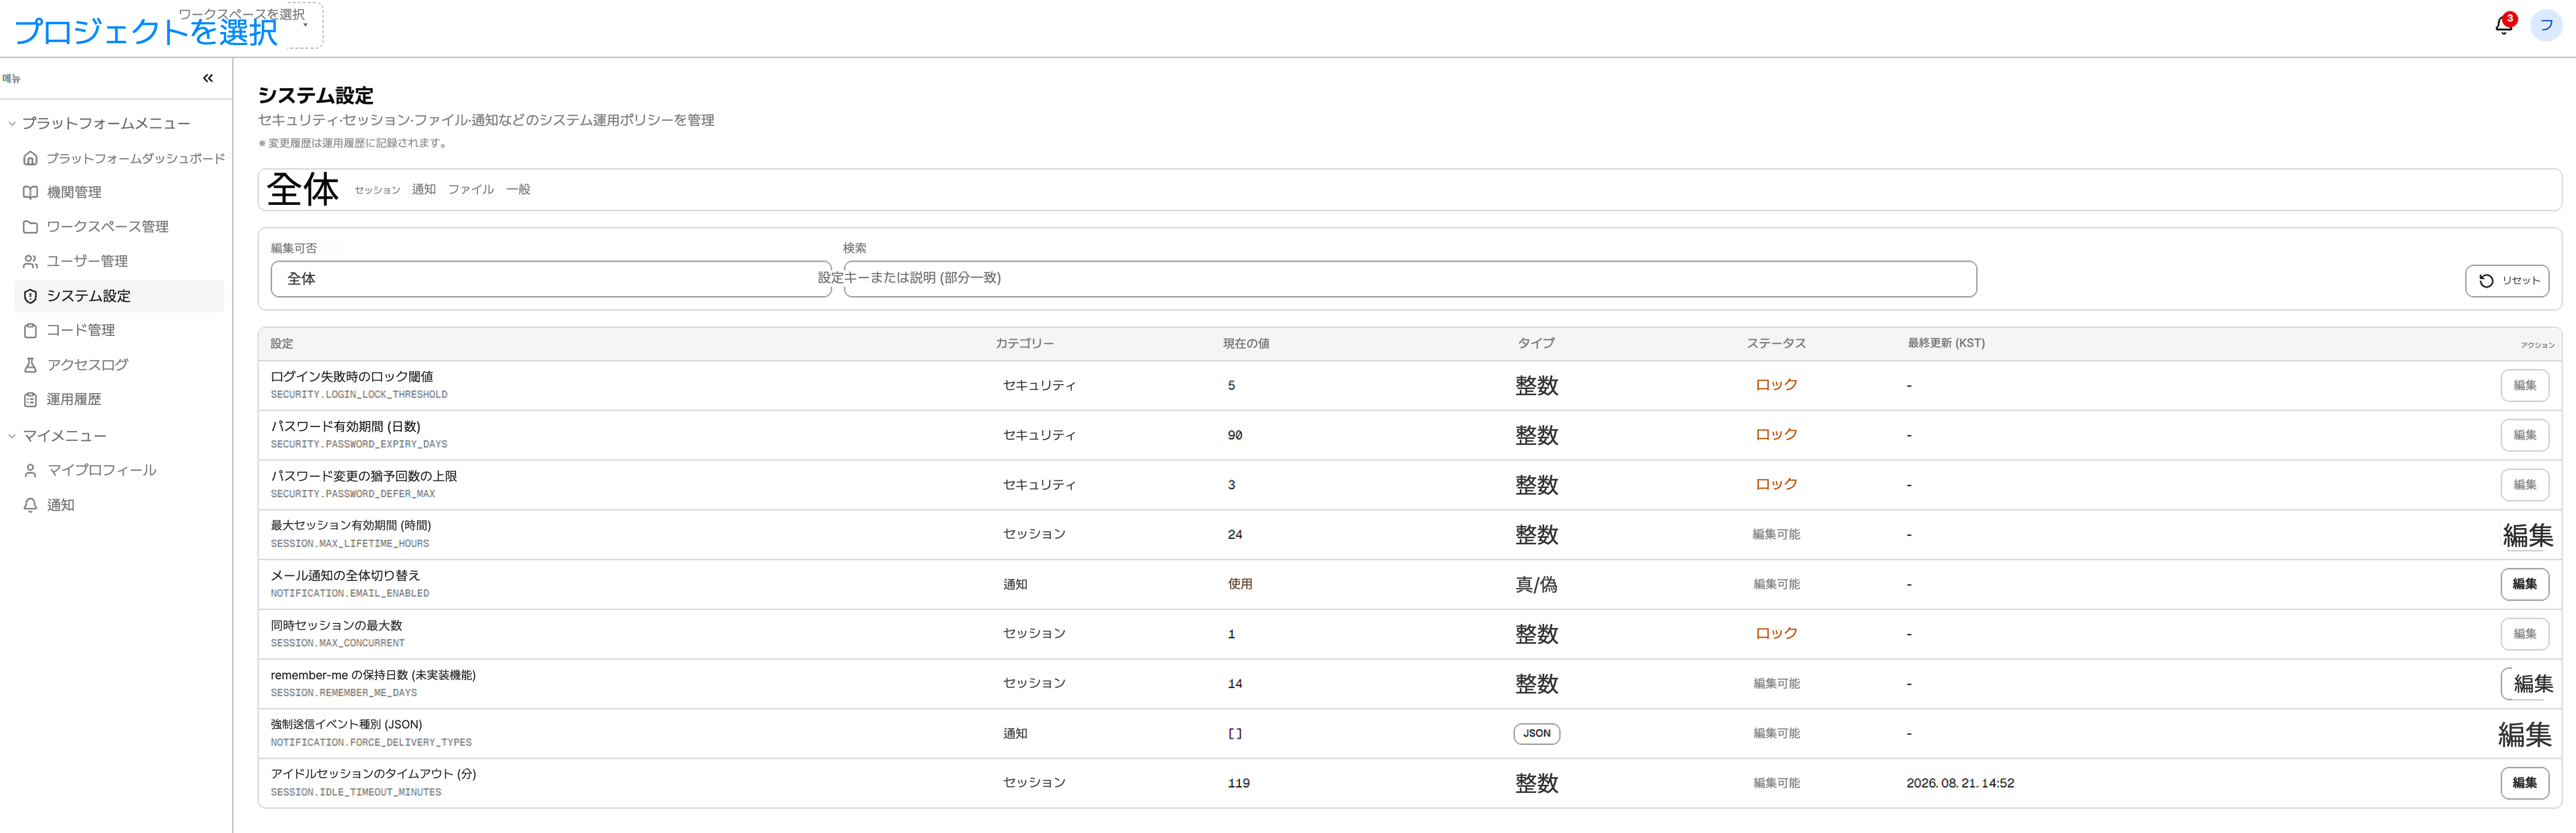 ワークスペースを選択
プロジェクトを選択
3
フ
메뉴
プラットフォームメニュー
プラットフォームダッシュボード
機関管理
ワークスペース管理
ユーザー管理
システム設定
コード管理
アクセスログ
運用履歴
マイメニュー
マイプロフィール
通知
システム設定
セキュリティ·セッション·ファイル·通知などのシステム運用ポリシーを管理
※ 変更履歴は運用履歴に記録されます。
全体 セッション 通知 ファイル 一般
編集可否 検索
全体 設定キーまたは説明 (部分一致) リセット
設定 カテゴリー 現在の値 タイプ ステータス 最終更新 (KST) アクション
ログイン失敗時のロック閾値
SECURITY.LOGIN_LOCK_THRESHOLD
セキュリティ 5 整数 ロック - 編集
パスワード有効期間 (日数)
SECURITY.PASSWORD_EXPIRY_DAYS
セキュリティ 90 整数 ロック - 編集
パスワード変更の猶予回数の上限
SECURITY.PASSWORD_DEFER_MAX
セキュリティ 3 整数 ロック - 編集
最大セッション有効期間 (時間)
SESSION.MAX_LIFETIME_HOURS
セッション 24 整数 編集可能 - 編集
メール通知の全体切り替え
NOTIFICATION.EMAIL_ENABLED
通知 使用 真/偽 編集可能 - 編集
同時セッションの最大数
SESSION.MAX_CONCURRENT
セッション 1 整数 ロック - 編集
remember-me の保持日数 (未実装機能)
SESSION.REMEMBER_ME_DAYS
セッション 14 整数 編集可能 - 編集
強制送信イベント種別 (JSON)
NOTIFICATION.FORCE_DELIVERY_TYPES
通知 [] JSON 編集可能 - 編集
アイドルセッションのタイムアウト (分)
SESSION.IDLE_TIMEOUT_MINUTES
セッション 119 整数 編集可能 2026.08.21.14:52 編集